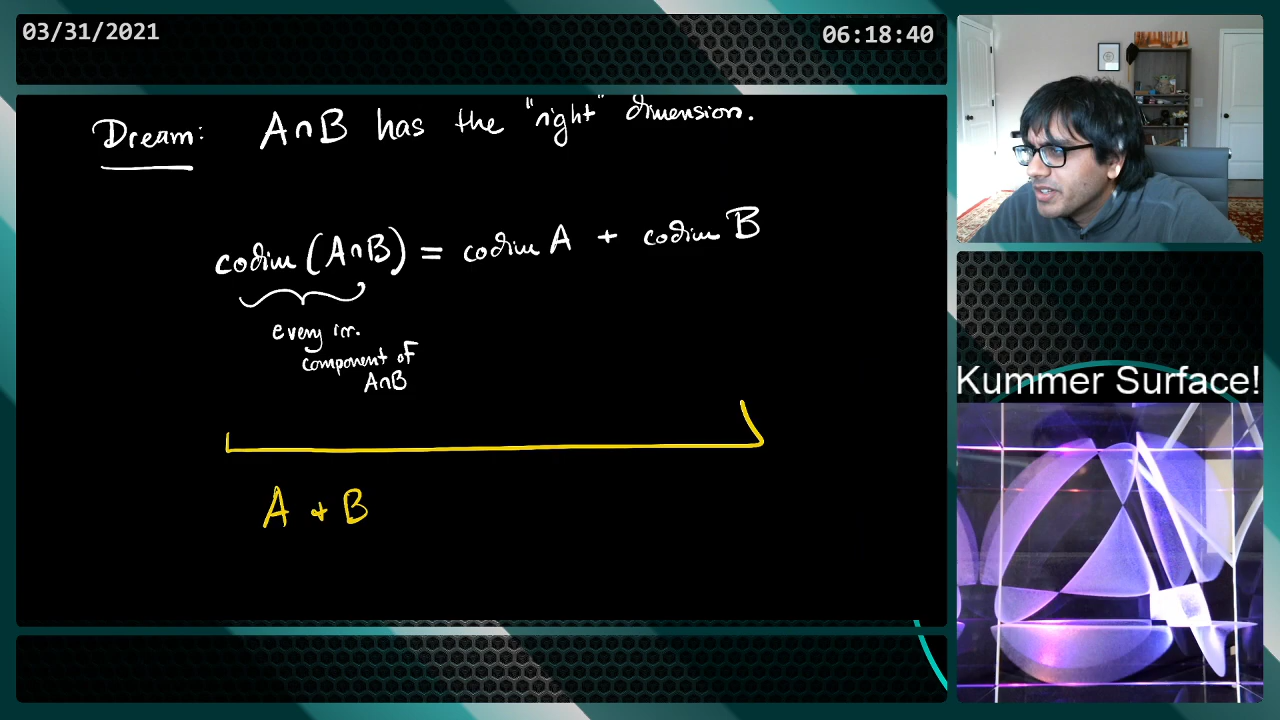 03/31/2021
06:18:40
Dream: A∩B has the "right" dimension.
codim (A∩B) = codim A + codim B
every irr.
component of
A∩B
A + B
Kummer Surface!